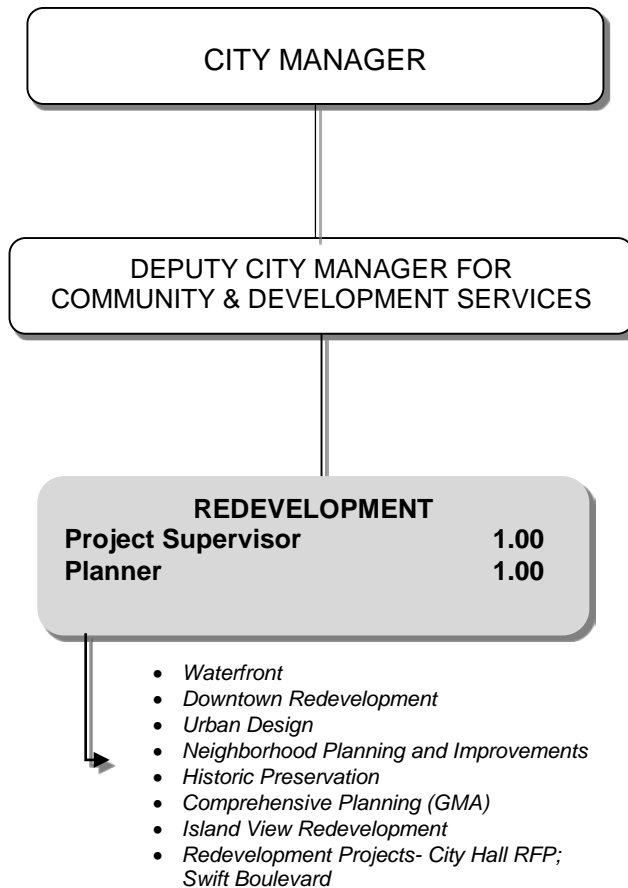 CITY MANAGER
DEPUTY CITY MANAGER FOR
COMMUNITY & DEVELOPMENT SERVICES
REDEVELOPMENT
Project Supervisor 1.00
Planner 1.00
• Waterfront
• Downtown Redevelopment
• Urban Design
• Neighborhood Planning and Improvements
• Historic Preservation
• Comprehensive Planning (GMA)
• Island View Redevelopment
• Redevelopment Projects- City Hall RFP;
Swift Boulevard